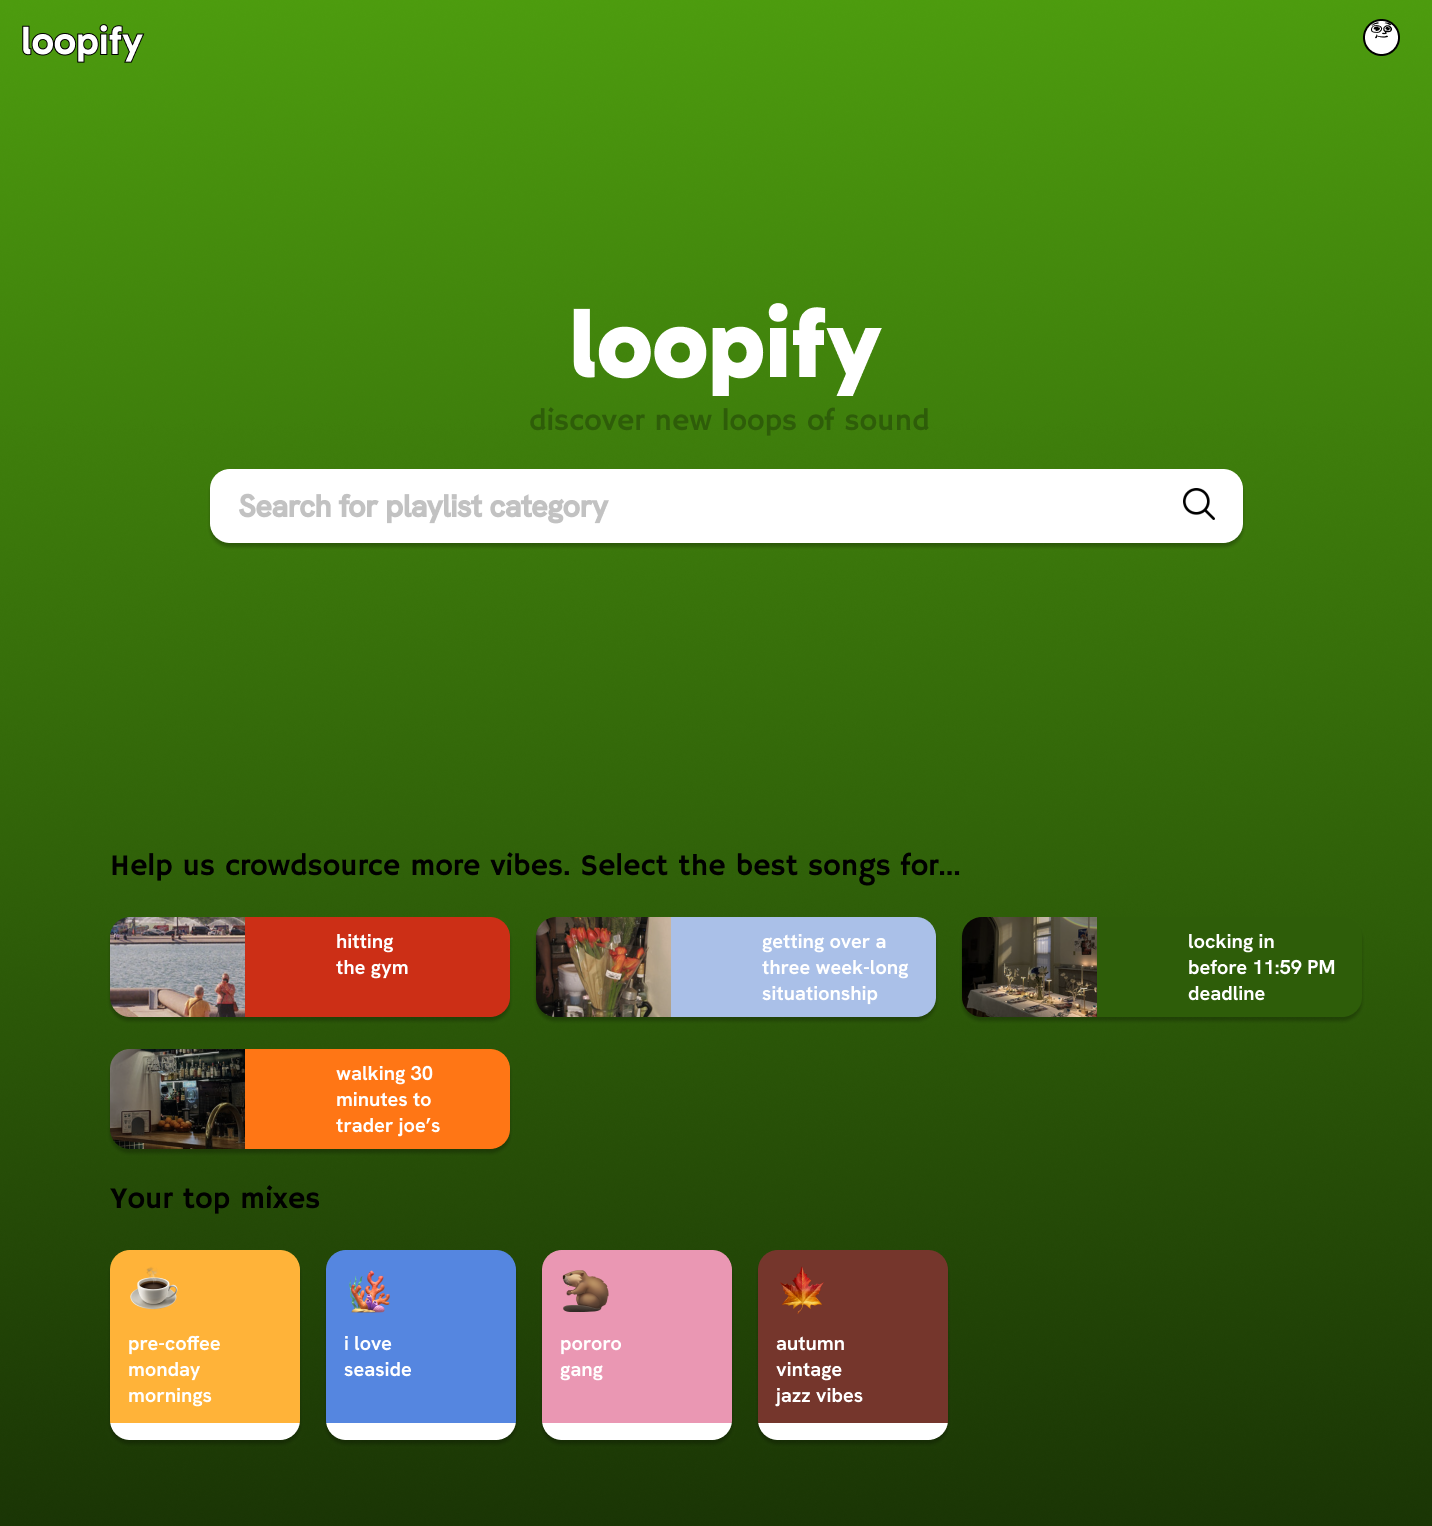 loopify
loopify
discover new loops of sound
Search for playlist category
Help us crowdsource more vibes. Select the best songs for...
hitting
the gym
getting over a
three week-long
situationship
locking in
before 11:59 PM
deadline
walking 30
minutes to
trader joe’s
Your top mixes
pre-coffee
monday
mornings
i love
seaside
pororo
gang
autumn
vintage
jazz vibes